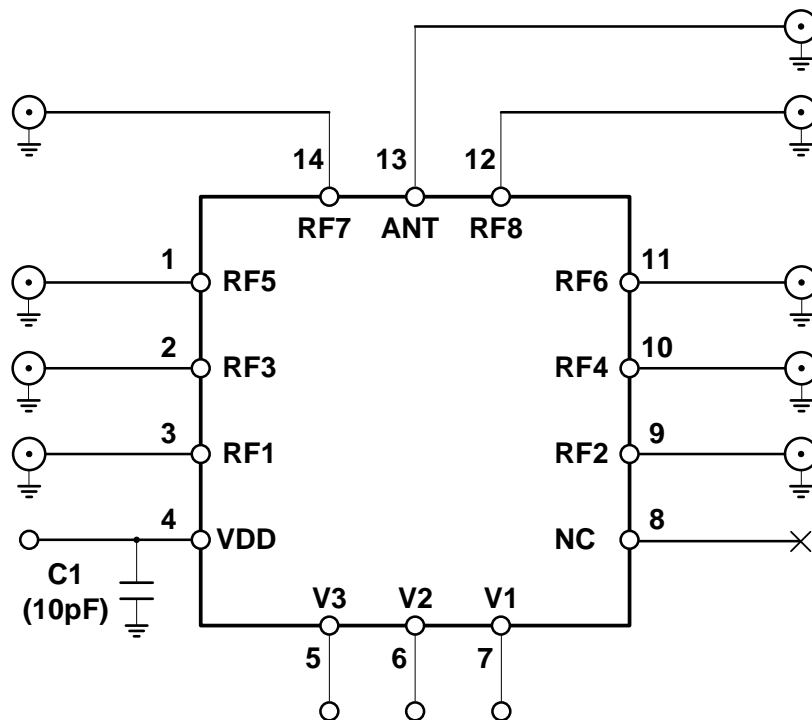 14 13 12
RF7 ANT RF8
1 RF5 RF6 11
2 RF3 RF4 10
3 RF1 RF2 9
4 VDD NC 8
C1
(10pF)
V3 V2 V1
5 6 7